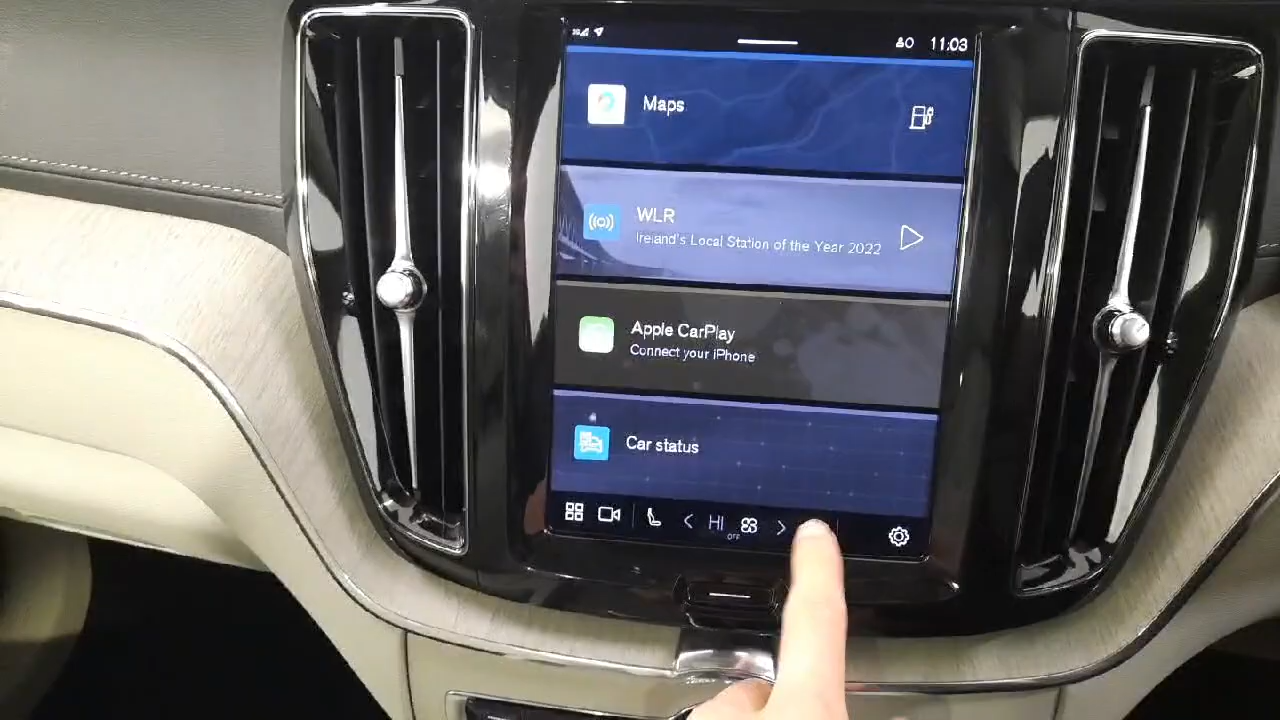 11:03
Maps
WLR
Ireland's Local Station of the Year 2022
Apple CarPlay
Connect your iPhone
Car status
HI
OFF